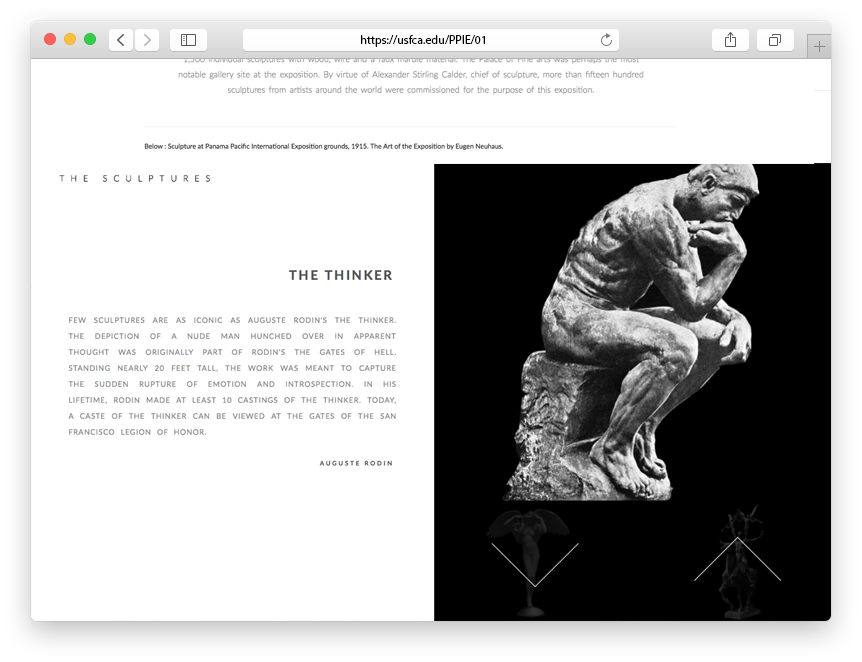 https://usfca.edu/PPIE/01
1,500 individual sculptures with wood, wire and a faux marble material. The Palace of Fine arts was perhaps the most
notable gallery site at the exposition. By virtue of Alexander Stirling Calder, chief of sculpture, more than fifteen hundred
sculptures from artists around the world were commissioned for the purpose of this exposition.
Below : Sculpture at Panama Pacific International Exposition grounds, 1915. The Art of the Exposition by Eugen Neuhaus.
THE SCULPTURES
THE THINKER
FEW SCULPTURES ARE AS ICONIC AS AUGUSTE RODIN'S THE THINKER.
THE DEPICTION OF A NUDE MAN HUNCHED OVER IN APPARENT
THOUGHT WAS ORIGINALLY PART OF RODIN'S THE GATES OF HELL.
STANDING NEARLY 20 FEET TALL, THE WORK WAS MEANT TO CAPTURE
THE SUDDEN RUPTURE OF EMOTION AND INTROSPECTION. IN HIS
LIFETIME, RODIN MADE AT LEAST 10 CASTINGS OF THE THINKER. TODAY,
A CASTE OF THE THINKER CAN BE VIEWED AT THE GATES OF THE SAN
FRANCISCO LEGION OF HONOR.
AUGUSTE RODIN